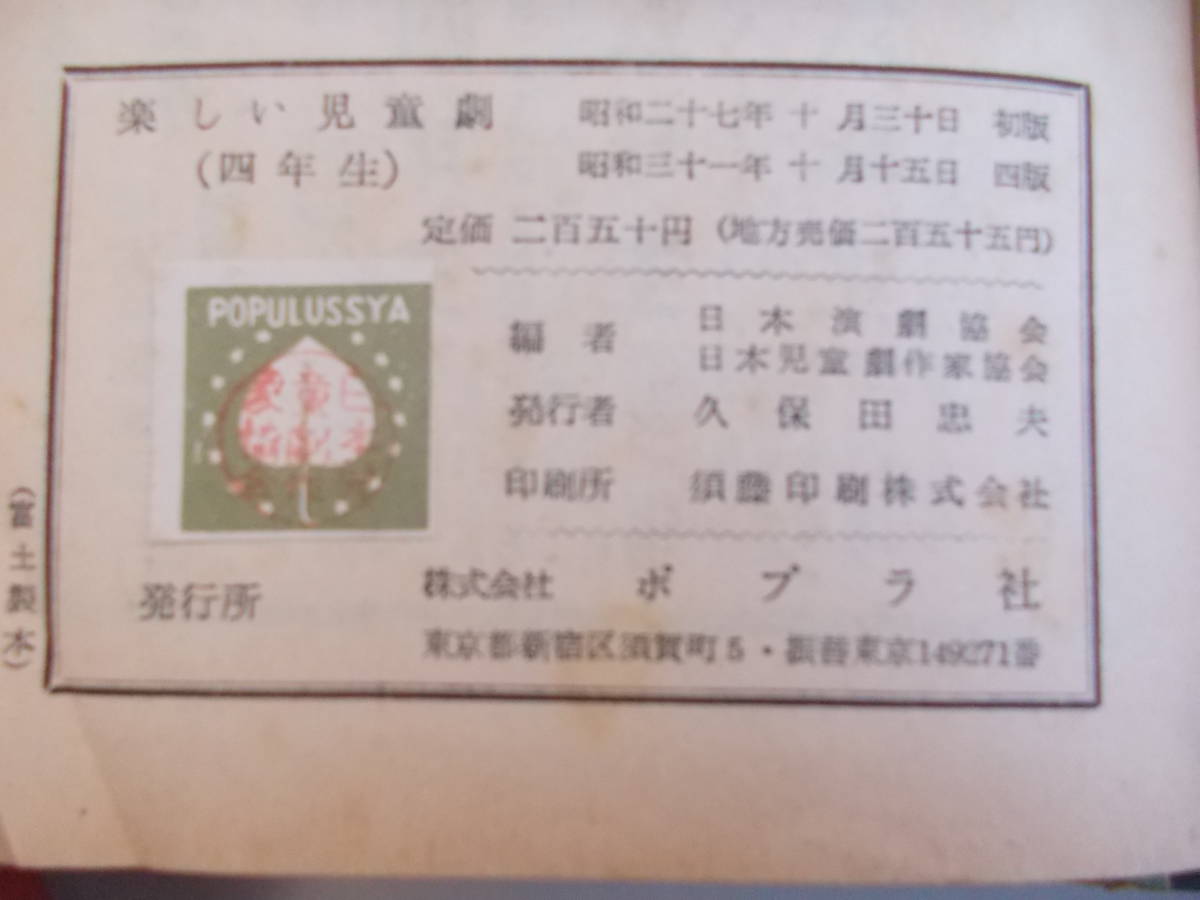 楽しい児童劇
(四年生)
昭和二十七年 十 月三十日 初版
昭和三十一年 十 月十五日 四版
定価 二百五十円 (地方売価二百五十五円)
POPULUSSYA
編者 日本演劇協会
日本児童劇作家協会
発行者 久保田忠夫
印刷所 須藤印刷株式会社
発行所 株式会社 ポプラ社
東京都新宿区須賀町5・振替東京149271番
(富士製本)